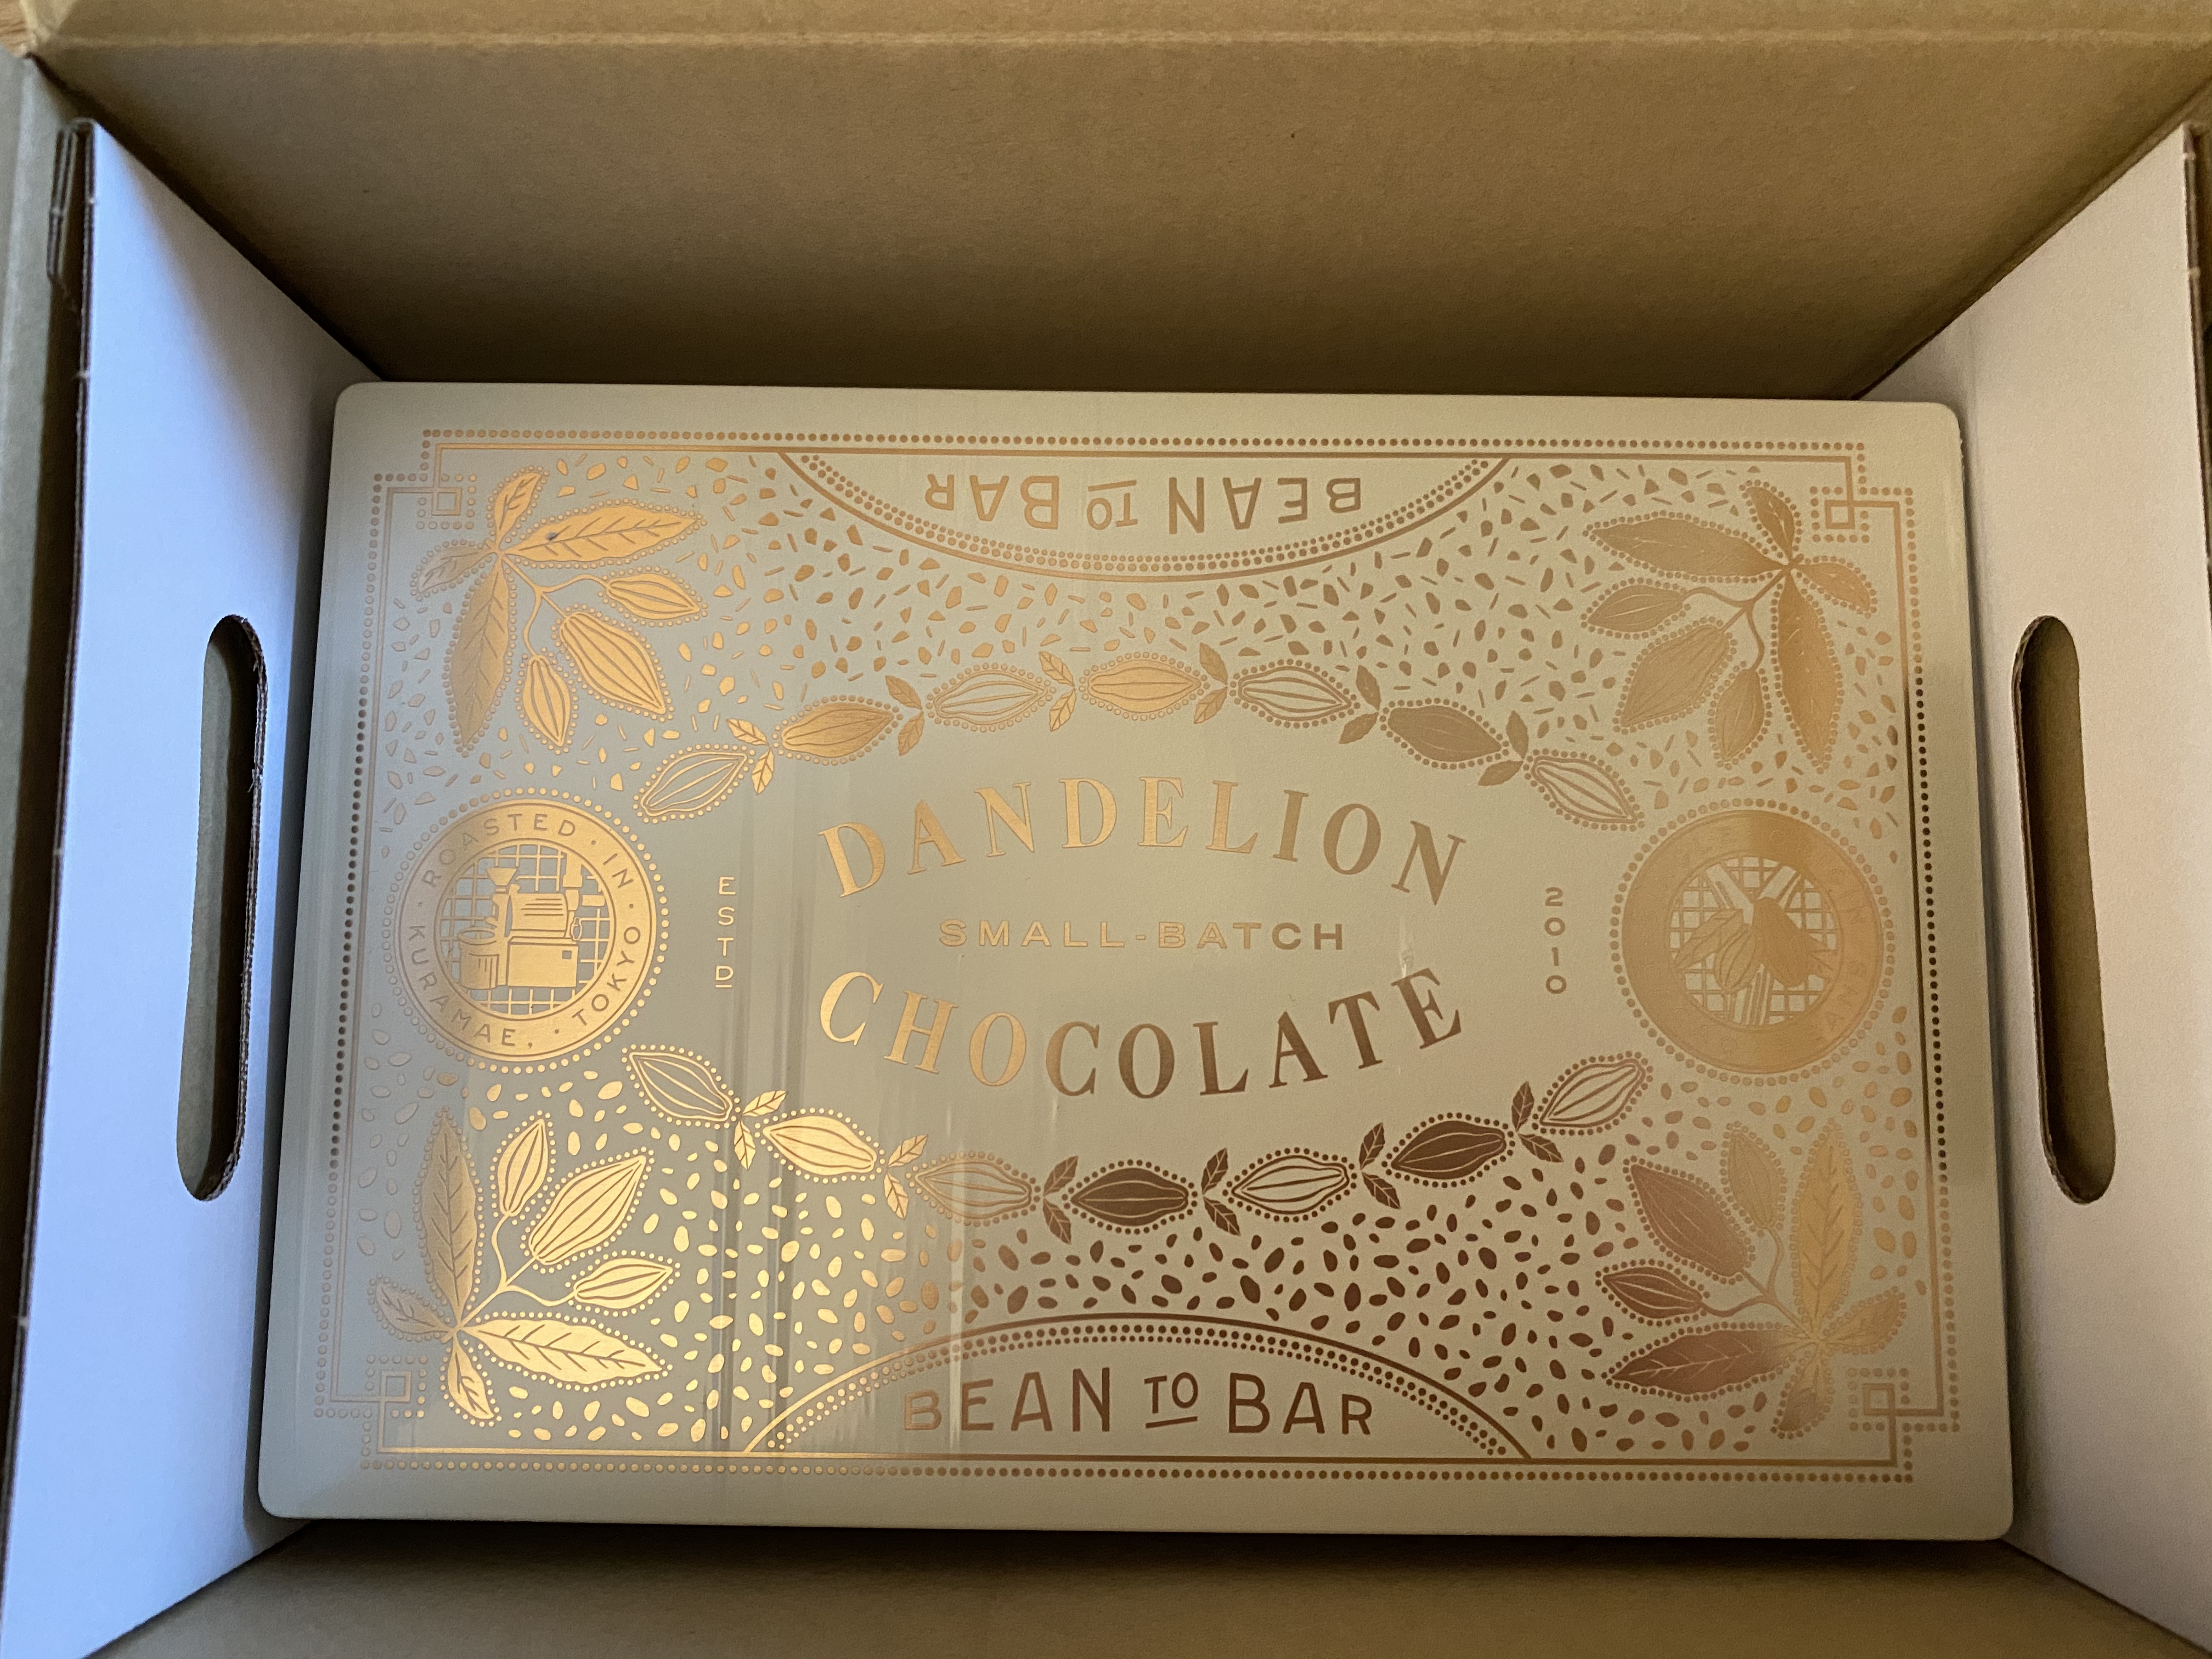 BEAN TO BAR
DANDELION
SMALL-BATCH
CHOCOLATE
ESTD
2010
ROASTED · IN · TOKYO · KURAMAE,
BEAN TO BAR